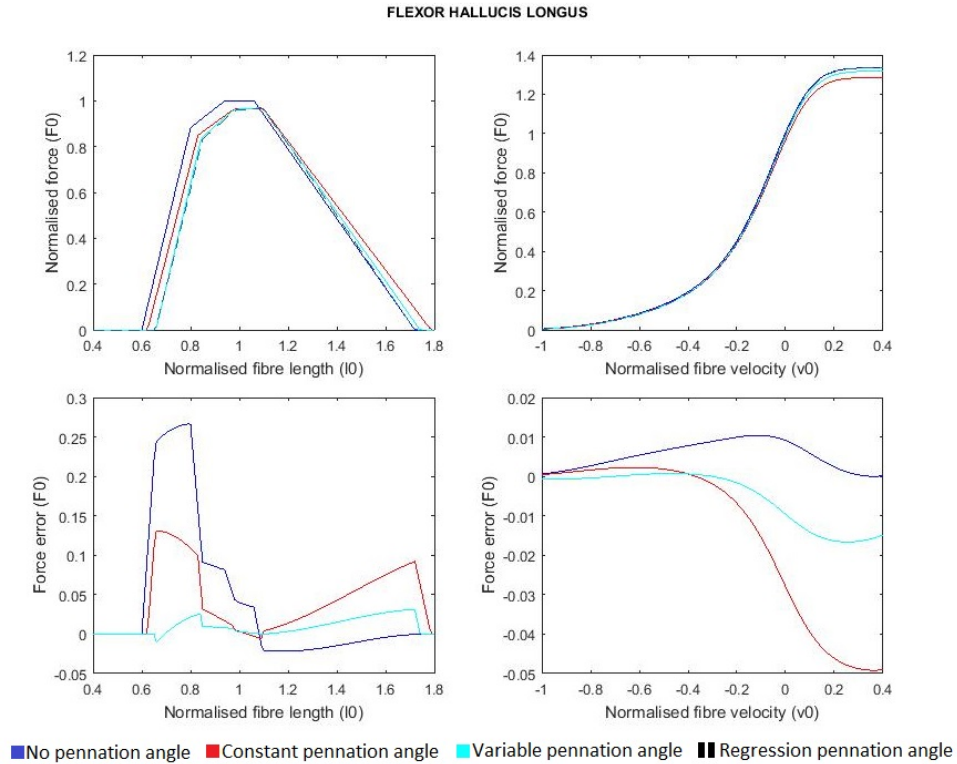 FLEXOR HALLUCIS LONGUS
1.2
1
0.8
0.6
0.4
0.2
0
Normalised force (F0)
0.4 0.6 0.8 1 1.2 1.4 1.6 1.8
Normalised fibre length (l0)
1.4
1.2
1
0.8
0.6
0.4
0.2
0
Normalised force (F0)
-1 -0.8 -0.6 -0.4 -0.2 0 0.2 0.4
Normalised fibre velocity (v0)
0.3
0.25
0.2
0.15
0.1
0.05
0
-0.05
Force error (F0)
0.4 0.6 0.8 1 1.2 1.4 1.6 1.8
Normalised fibre length (l0)
0.02
0.01
0
-0.01
-0.02
-0.03
-0.04
-0.05
Force error (F0)
-1 -0.8 -0.6 -0.4 -0.2 0 0.2 0.4
Normalised fibre velocity (v0)
No pennation angle Constant pennation angle Variable pennation angle Regression pennation angle